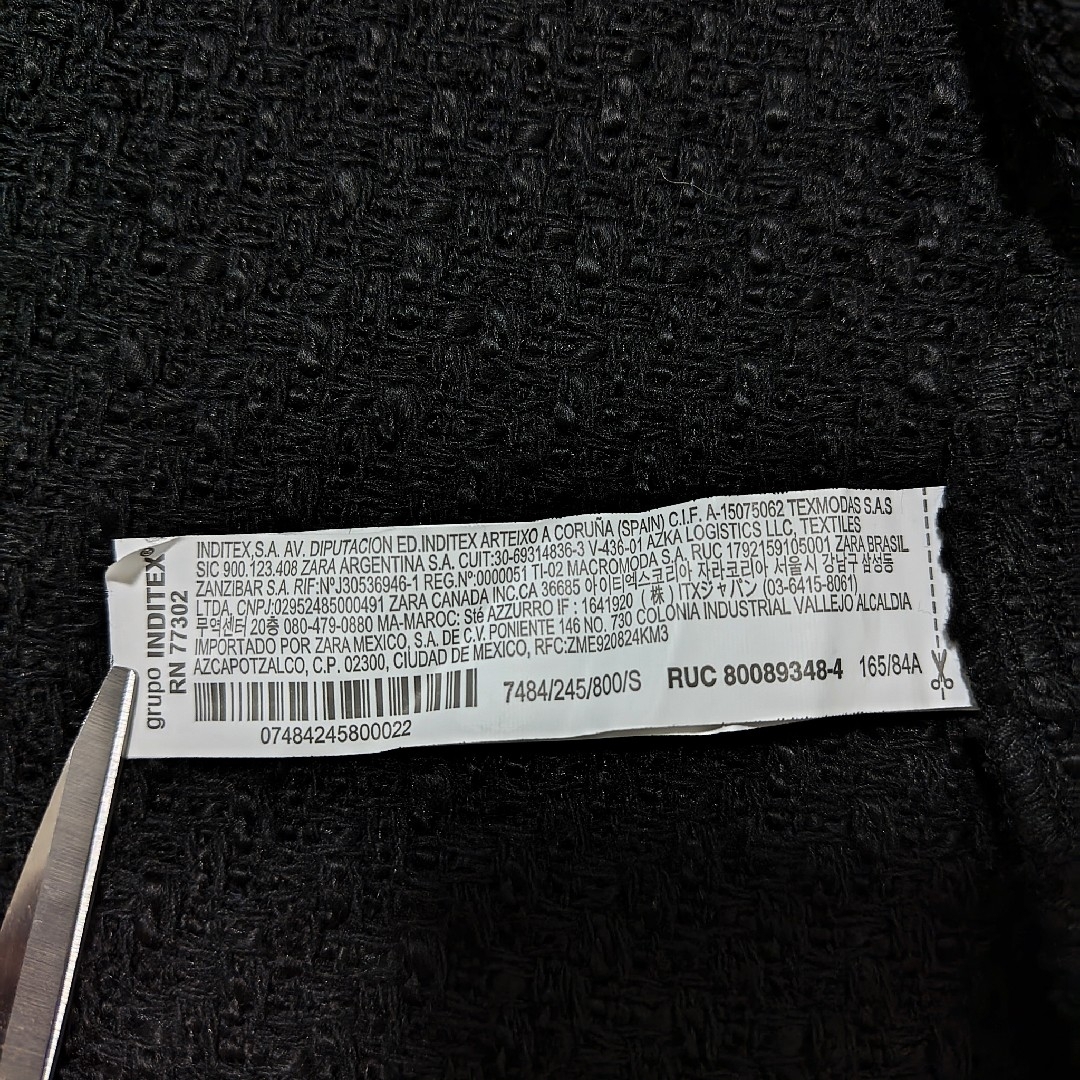 grupo INDITEX®
RN 77302
INDITEX,S.A. AV. DIPUTACION ED.INDITEX ARTEIXO A CORUÑA (SPAIN) C.I.F. A-15075062 TEXMODAS S.A.S
SIC 900.123.408 ZARA ARGENTINA S.A. CUIT:30-69314836-3 V-436-01 AZKA LOGISTICS LLC, TEXTILES
ZANZIBAR S.A. RIF:NºJ30536946-1 REG.Nº:0000051 TI-02 MACROMODA S.A. RUC 1792159105001 ZARA BRASIL
LTDA, CNPJ:02952485000491 ZARA CANADA INC.CA 36685 아이티엑스코리아 자라코리아 서울시 강남구 삼성동
무역센터 20층 080-479-0880 MA-MAROC: Sté AZZURRO IF : 1641920 (株) ITXジャパン (03-6415-8061)
IMPORTADO POR ZARA MEXICO, S.A. DE C.V. PONIENTE 146 NO. 730 COLONIA INDUSTRIAL VALLEJO ALCALDIA
AZCAPOTZALCO, C.P. 02300, CIUDAD DE MEXICO, RFC:ZME920824KM3
7484/245/800/S RUC 80089348-4 165/84A
07484245800022